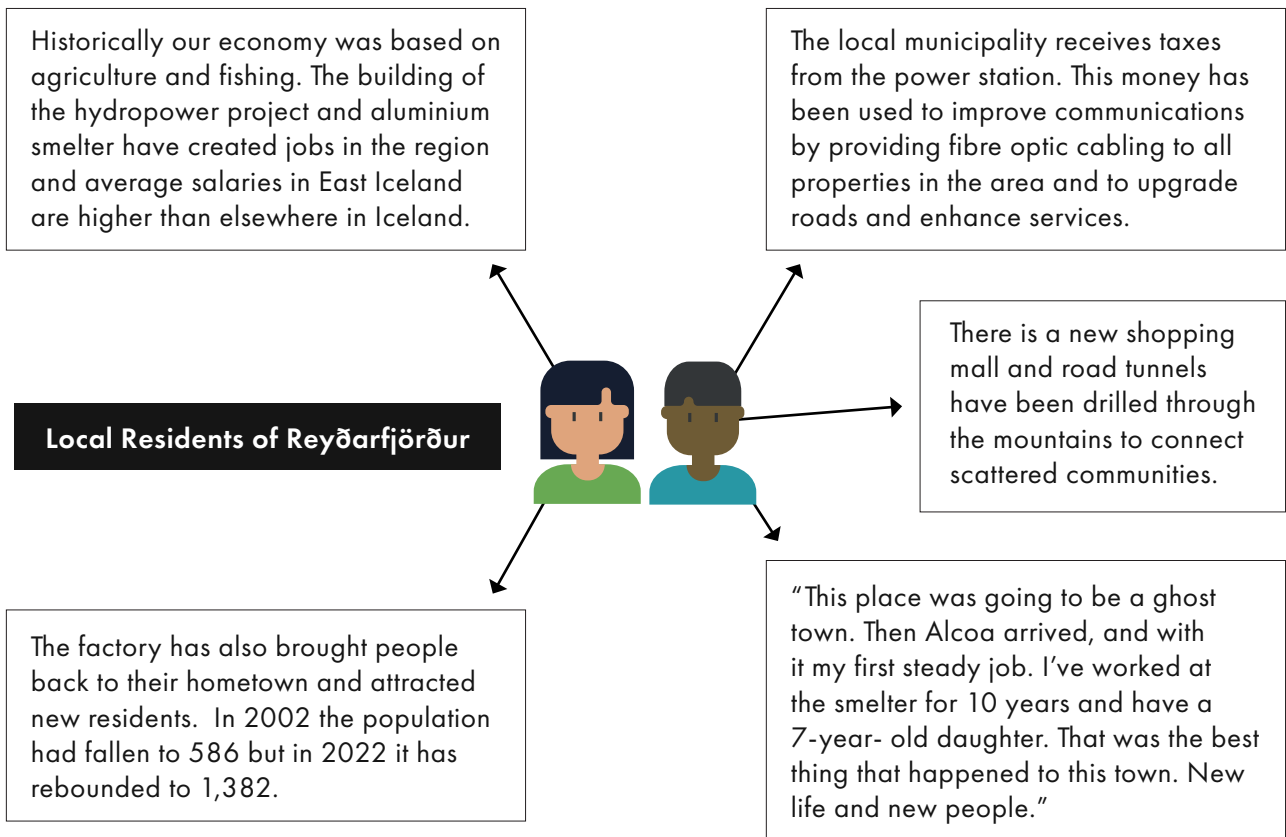 Historically our economy was based on
agriculture and fishing. The building of
the hydropower project and aluminium
smelter have created jobs in the region
and average salaries in East Iceland
are higher than elsewhere in Iceland.
The local municipality receives taxes
from the power station. This money has
been used to improve communications
by providing fibre optic cabling to all
properties in the area and to upgrade
roads and enhance services.
There is a new shopping
mall and road tunnels
have been drilled through
the mountains to connect
scattered communities.
Local Residents of Reyðarfjörður
The factory has also brought people
back to their hometown and attracted
new residents.  In 2002 the population
had fallen to 586 but in 2022 it has
rebounded to 1,382.
“This place was going to be a ghost
town. Then Alcoa arrived, and with
it my first steady job. I’ve worked at
the smelter for 10 years and have a
7-year- old daughter. That was the best
thing that happened to this town. New
life and new people.”